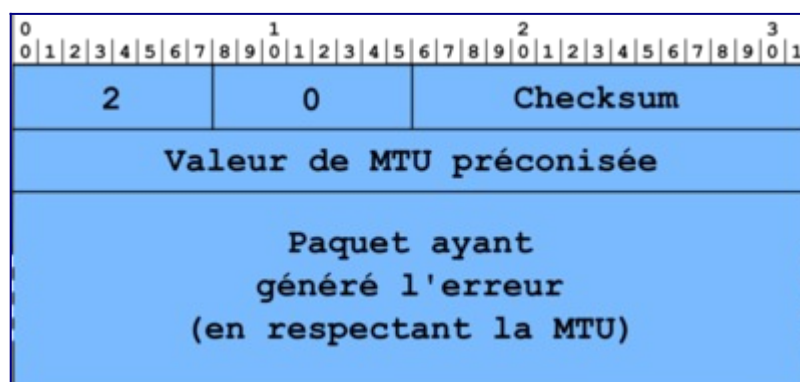 0 1 2 3
0|1|2|3|4|5|6|7|8|9|0|1|2|3|4|5|6|7|8|9|0|1|2|3|4|5|6|7|8|9|0|1
2 0 Checksum
Valeur de MTU préconisée
Paquet ayant
généré l'erreur
(en respectant la MTU)